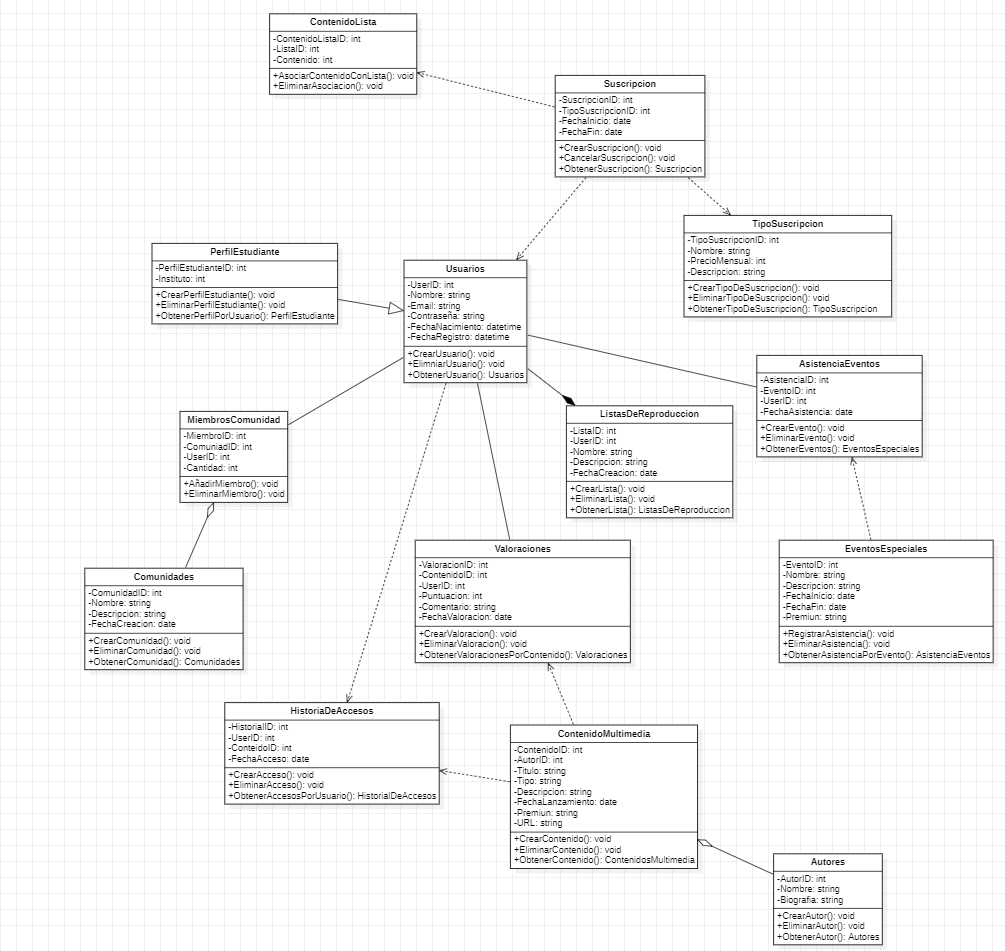 ContenidoLista
-ContenidoListaID: int
-ListaID: int
-Contenido: int
+AsociarContenidoConLista(): void
+EliminarAsociacion(): void
Suscripcion
-SuscripcionID: int
-TipoSuscripcionID: int
-FechaInicio: date
-FechaFin: date
+CrearSuscripcion(): void
+CancelarSuscripcion(): void
+ObtenerSuscripcion(): Suscripcion
TipoSuscripcion
-TipoSuscripcionID: int
-Nombre: string
-PrecioMensual: int
-Descripcion: string
+CrearTipoDeSuscripcion(): void
+EliminarTipoDeSuscripcion(): void
+ObtenerTipoDeSuscripcion(): TipoSuscripcion
PerfilEstudiante
-PerfilEstudianteID: int
-Instituto: int
+CrearPerfilEstudiante(): void
+EliminarPerfilEstudiante(): void
+ObtenerPerfilPorUsuario(): PerfilEstudiante
Usuarios
-UserID: int
-Nombre: string
-Email: string
-Contraseña: string
-FechaNacimiento: datetime
-FechaRegistro: datetime
+CrearUsuario(): void
+ElimniarUsuario(): void
+ObtenerUsuario(): Usuarios
AsistenciaEventos
-AsistenciaID: int
-EventoID: int
-UserID: int
-FechaAsistencia: date
+CrearEvento(): void
+EliminarEvento(): void
+ObtenerEventos(): EventosEspeciales
MiembrosComunidad
-MiembroID: int
-ComuniadID: int
-UserID: int
-Cantidad: int
+AñadirMiembro(): void
+EliminarMiembro(): void
ListasDeReproduccion
-ListaID: int
-UserID: int
-Nombre: string
-Descripcion: string
-FechaCreacion: date
+CrearLista(): void
+EliminarLista(): void
+ObtenerLista(): ListasDeReproduccion
Comunidades
-ComunidadID: int
-Nombre: string
-Descripcion: string
-FechaCreacion: date
+CrearComunidad(): void
+EliminarComunidad(): void
+ObtenerComunidad(): Comunidades
Valoraciones
-ValoracionID: int
-ContenidoID: int
-UserID: int
-Puntuacion: int
-Comentario: string
-FechaValoracion: date
+CrearValoracion(): void
+EliminarValoracion(): void
+ObtenerValoracionesPorContenido(): Valoraciones
EventosEspeciales
-EventoID: int
-Nombre: string
-Descripcion: string
-FechaInicio: date
-FechaFin: date
-Premiun: string
+RegistrarAsistencia(): void
+EliminarAsistencia(): void
+ObtenerAsistenciaPorEvento(): AsistenciaEventos
HistoriaDeAccesos
-HistorialID: int
-UserID: int
-ConteidoID: int
-FechaAcceso: date
+CrearAcceso(): void
+EliminarAcceso(): void
+ObtenerAccesosPorUsuario(): HistorialDeAccesos
ContenidoMultimedia
-ContenidoID: int
-AutorID: int
-Titulo: string
-Tipo: string
-Descripcion: string
-FechaLanzamiento: date
-Premiun: string
-URL: string
+CrearContenido(): void
+EliminarContenido(): void
+ObtenerContenido(): ContenidosMultimedia
Autores
-AutorID: int
-Nombre: string
-Biografia: string
+CrearAutor(): void
+EliminarAutor(): void
+ObtenerAutor(): Autores